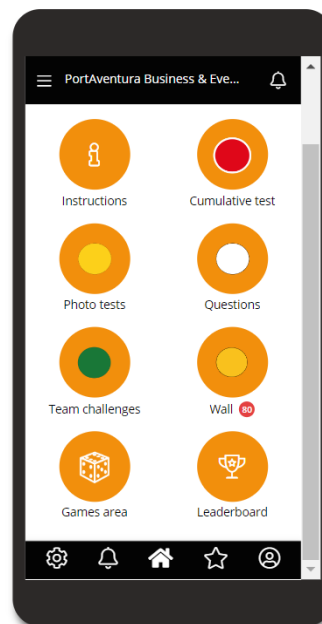 PortAventura Business & Eve...
Instructions
Cumulative test
Photo tests
Questions
Team challenges
Wall 80
Games area
Leaderboard